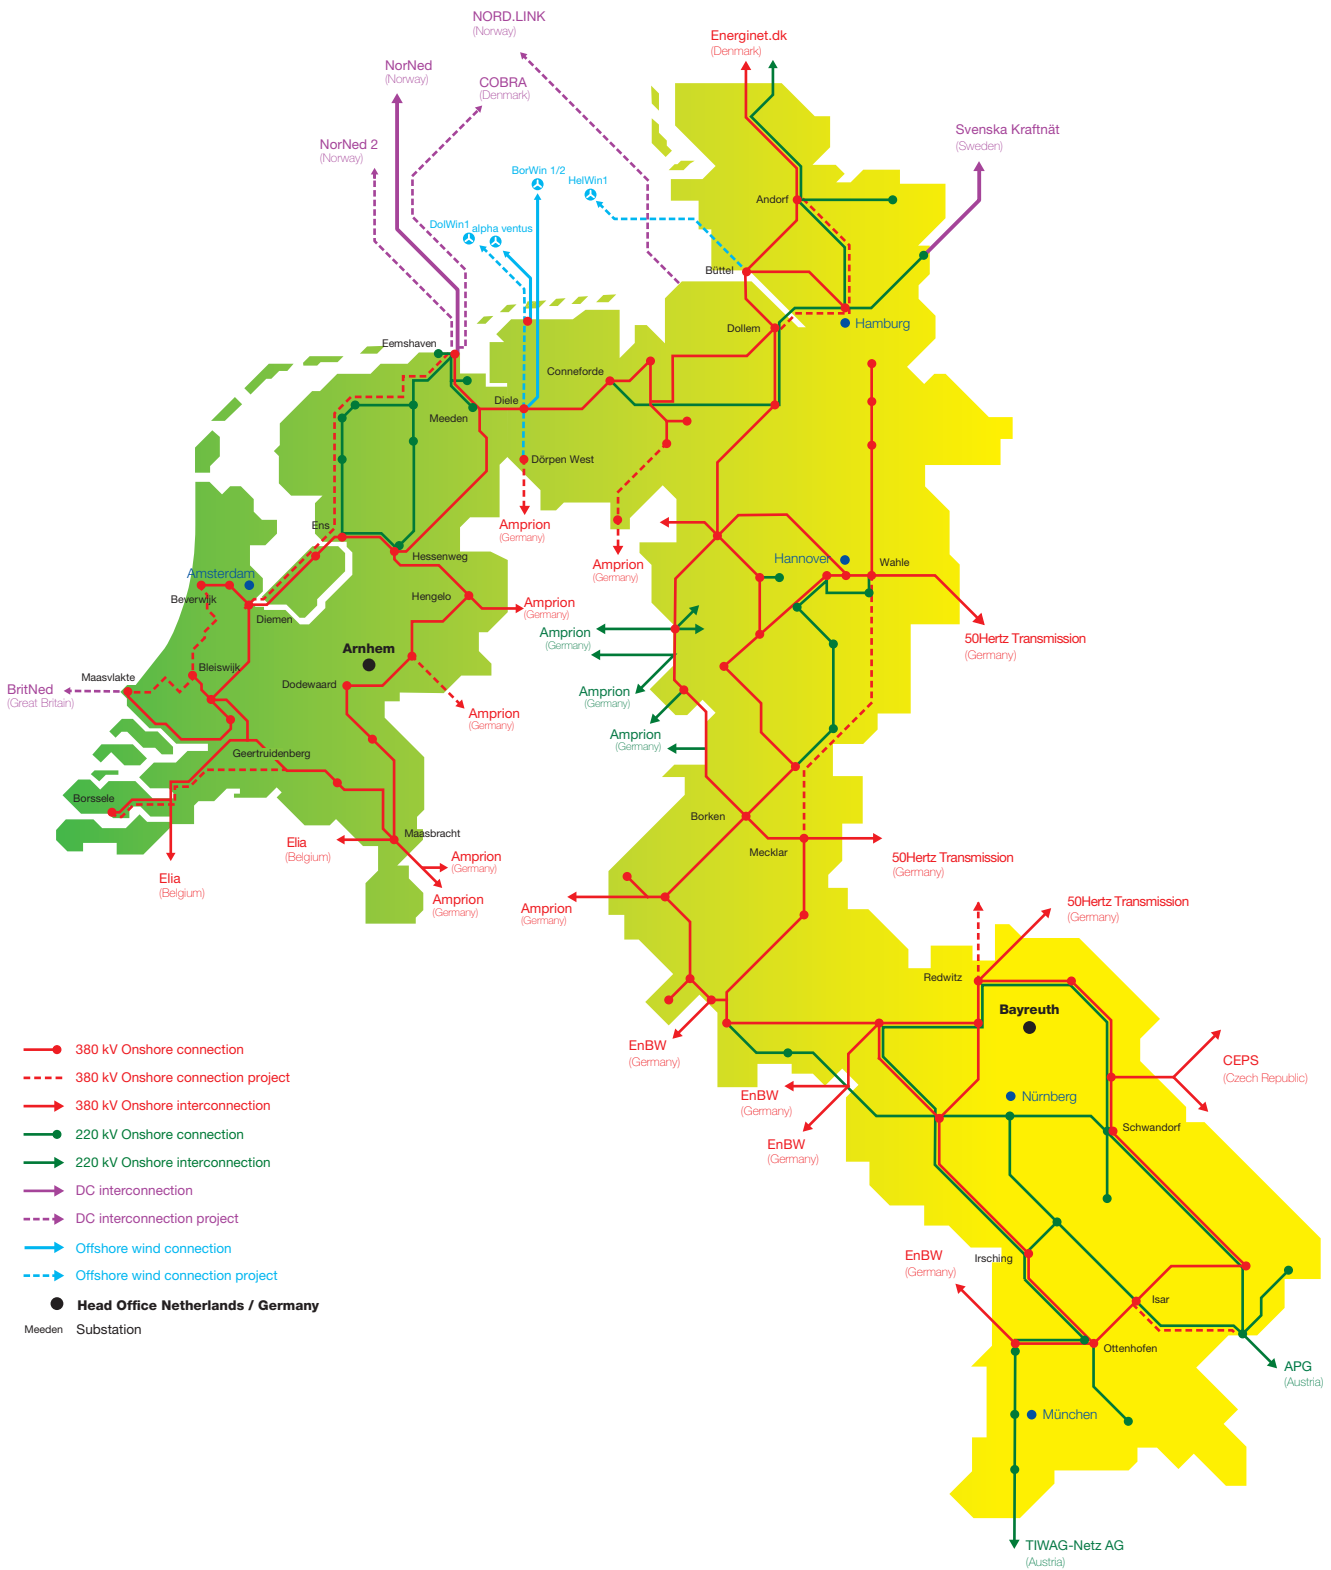 NORD.LINK
(Norway)
Energinet.dk
(Denmark)
NorNed
(Norway)
COBRA
(Denmark)
Svenska Kraftnät
(Sweden)
NorNed 2
(Norway)
BorWin 1/2
HelWin1
Andorf
DolWin1
alpha ventus
Büttel
Hamburg
Dollem
Eemshaven
Conneforde
Diele
Meeden
Dörpen West
Amprion
(Germany)
Ens
Hessenweg
Amprion
(Germany)
Hannover
Wahle
Amsterdam
Beverwijk
Hengelo
Amprion
(Germany)
Diemen
Amprion
(Germany)
50Hertz Transmission
(Germany)
Arnhem
Bleiswijk
Maasvlakte
Dodewaard
BritNed
(Great Britain)
Amprion
(Germany)
Amprion
(Germany)
Amprion
(Germany)
Geertruidenberg
Borssele
Borken
Maasbracht
Mecklar
Elia
(Belgium)
Amprion
(Germany)
50Hertz Transmission
(Germany)
Elia
(Belgium)
Amprion
(Germany)
Amprion
(Germany)
50Hertz Transmission
(Germany)
Redwitz
Bayreuth
EnBW
(Germany)
CEPS
(Czech Republic)
EnBW
(Germany)
Nürnberg
Schwandorf
EnBW
(Germany)
Irsching
EnBW
(Germany)
Isar
Ottenhofen
APG
(Austria)
München
TIWAG-Netz AG
(Austria)
380 kV Onshore connection
380 kV Onshore connection project
380 kV Onshore interconnection
220 kV Onshore connection
220 kV Onshore interconnection
DC interconnection
DC interconnection project
Offshore wind connection
Offshore wind connection project
Head Office Netherlands / Germany
Meeden Substation